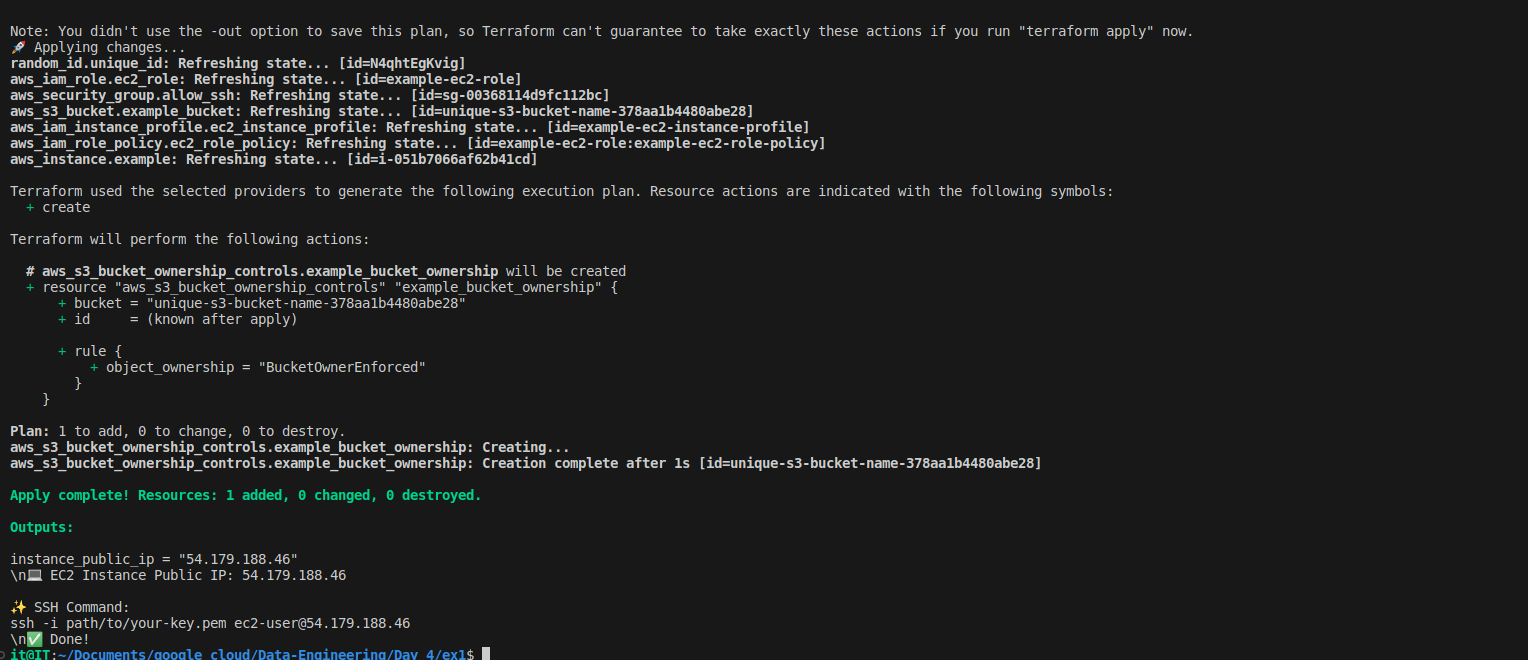 Note: You didn't use the -out option to save this plan, so Terraform can't guarantee to take exactly these actions if you run "terraform apply" now.
🚀 Applying changes...
random_id.unique_id: Refreshing state... [id=N4qhtEgKvig]
aws_iam_role.ec2_role: Refreshing state... [id=example-ec2-role]
aws_security_group.allow_ssh: Refreshing state... [id=sg-00368114d9fc112bc]
aws_s3_bucket.example_bucket: Refreshing state... [id=unique-s3-bucket-name-378aa1b4480abe28]
aws_iam_instance_profile.ec2_instance_profile: Refreshing state... [id=example-ec2-instance-profile]
aws_iam_role_policy.ec2_role_policy: Refreshing state... [id=example-ec2-role:example-ec2-role-policy]
aws_instance.example: Refreshing state... [id=i-051b7066af62b41cd]

Terraform used the selected providers to generate the following execution plan. Resource actions are indicated with the following symbols:
  + create

Terraform will perform the following actions:

  # aws_s3_bucket_ownership_controls.example_bucket_ownership will be created
  + resource "aws_s3_bucket_ownership_controls" "example_bucket_ownership" {
      + bucket = "unique-s3-bucket-name-378aa1b4480abe28"
      + id     = (known after apply)

      + rule {
          + object_ownership = "BucketOwnerEnforced"
        }
    }

Plan: 1 to add, 0 to change, 0 to destroy.
aws_s3_bucket_ownership_controls.example_bucket_ownership: Creating...
aws_s3_bucket_ownership_controls.example_bucket_ownership: Creation complete after 1s [id=unique-s3-bucket-name-378aa1b4480abe28]

Apply complete! Resources: 1 added, 0 changed, 0 destroyed.

Outputs:

instance_public_ip = "54.179.188.46"
\n💻 EC2 Instance Public IP: 54.179.188.46

✨ SSH Command:
ssh -i path/to/your-key.pem ec2-user@54.179.188.46
\n✅ Done!
it@IT:~/Documents/google_cloud/Data-Engineering/Day_4/ex1$